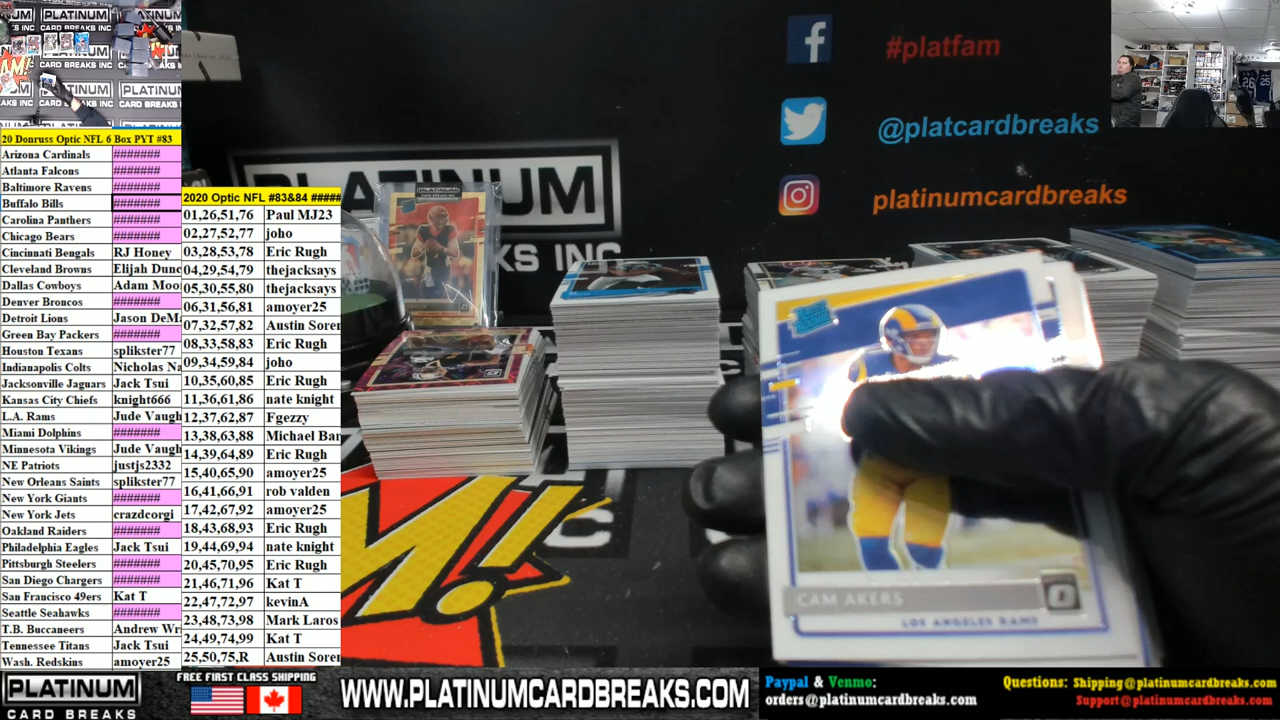 PLATINUM
CARD BREAKS INC
20 Donruss Optic NFL 6 Box PYT #83
Arizona Cardinals #######
Atlanta Falcons #######
Baltimore Ravens #######
Buffalo Bills #######
Carolina Panthers #######
Chicago Bears #######
Cincinnati Bengals RJ Honey
Cleveland Browns Elijah Dunc
Dallas Cowboys Adam Moo
Denver Broncos #######
Detroit Lions Jason DeM
Green Bay Packers #######
Houston Texans splikster77
Indianapolis Colts Nicholas Na
Jacksonville Jaguars Jack Tsui
Kansas City Chiefs knight666
L.A. Rams Jude Vaugh
Miami Dolphins #######
Minnesota Vikings Jude Vaugh
NE Patriots justjs2332
New Orleans Saints splikster77
New York Giants #######
New York Jets crazdcorgi
Oakland Raiders #######
Philadelphia Eagles Jack Tsui
Pittsburgh Steelers #######
San Diego Chargers #######
San Francisco 49ers Kat T
Seattle Seahawks #######
T.B. Buccaneers Andrew Wr
Tennessee Titans Jack Tsui
Wash. Redskins amoyer25
2020 Optic NFL #83&84 #####
01,26,51,76 Paul MJ23
02,27,52,77 joho
03,28,53,78 Eric Rugh
04,29,54,79 thejacksays
05,30,55,80 thejacksays
06,31,56,81 amoyer25
07,32,57,82 Austin Soren
08,33,58,83 Eric Rugh
09,34,59,84 joho
10,35,60,85 Eric Rugh
11,36,61,86 nate knight
12,37,62,87 Fgezzy
13,38,63,88 Michael Bar
14,39,64,89 Eric Rugh
15,40,65,90 amoyer25
16,41,66,91 rob valden
17,42,67,92 amoyer25
18,43,68,93 Eric Rugh
19,44,69,94 nate knight
20,45,70,95 Eric Rugh
21,46,71,96 Kat T
22,47,72,97 kevinA
23,48,73,98 Mark Laros
24,49,74,99 Kat T
25,50,75,R Austin Soren
PLATINUM
KS INC
f #platfam
@platcardbreaks
platinumcardbreaks
26 25
CAM AKERS
LOS ANGELES RAMS
M!
PLATINUM
CARD BREAKS
FREE FIRST CLASS SHIPPING
WWW.PLATINUMCARDBREAKS.COM
Paypal & Venmo:
orders@platinumcardbreaks.com
Questions: Shipping@platinumcardbreaks.com
Support@platinumcardbreaks.com